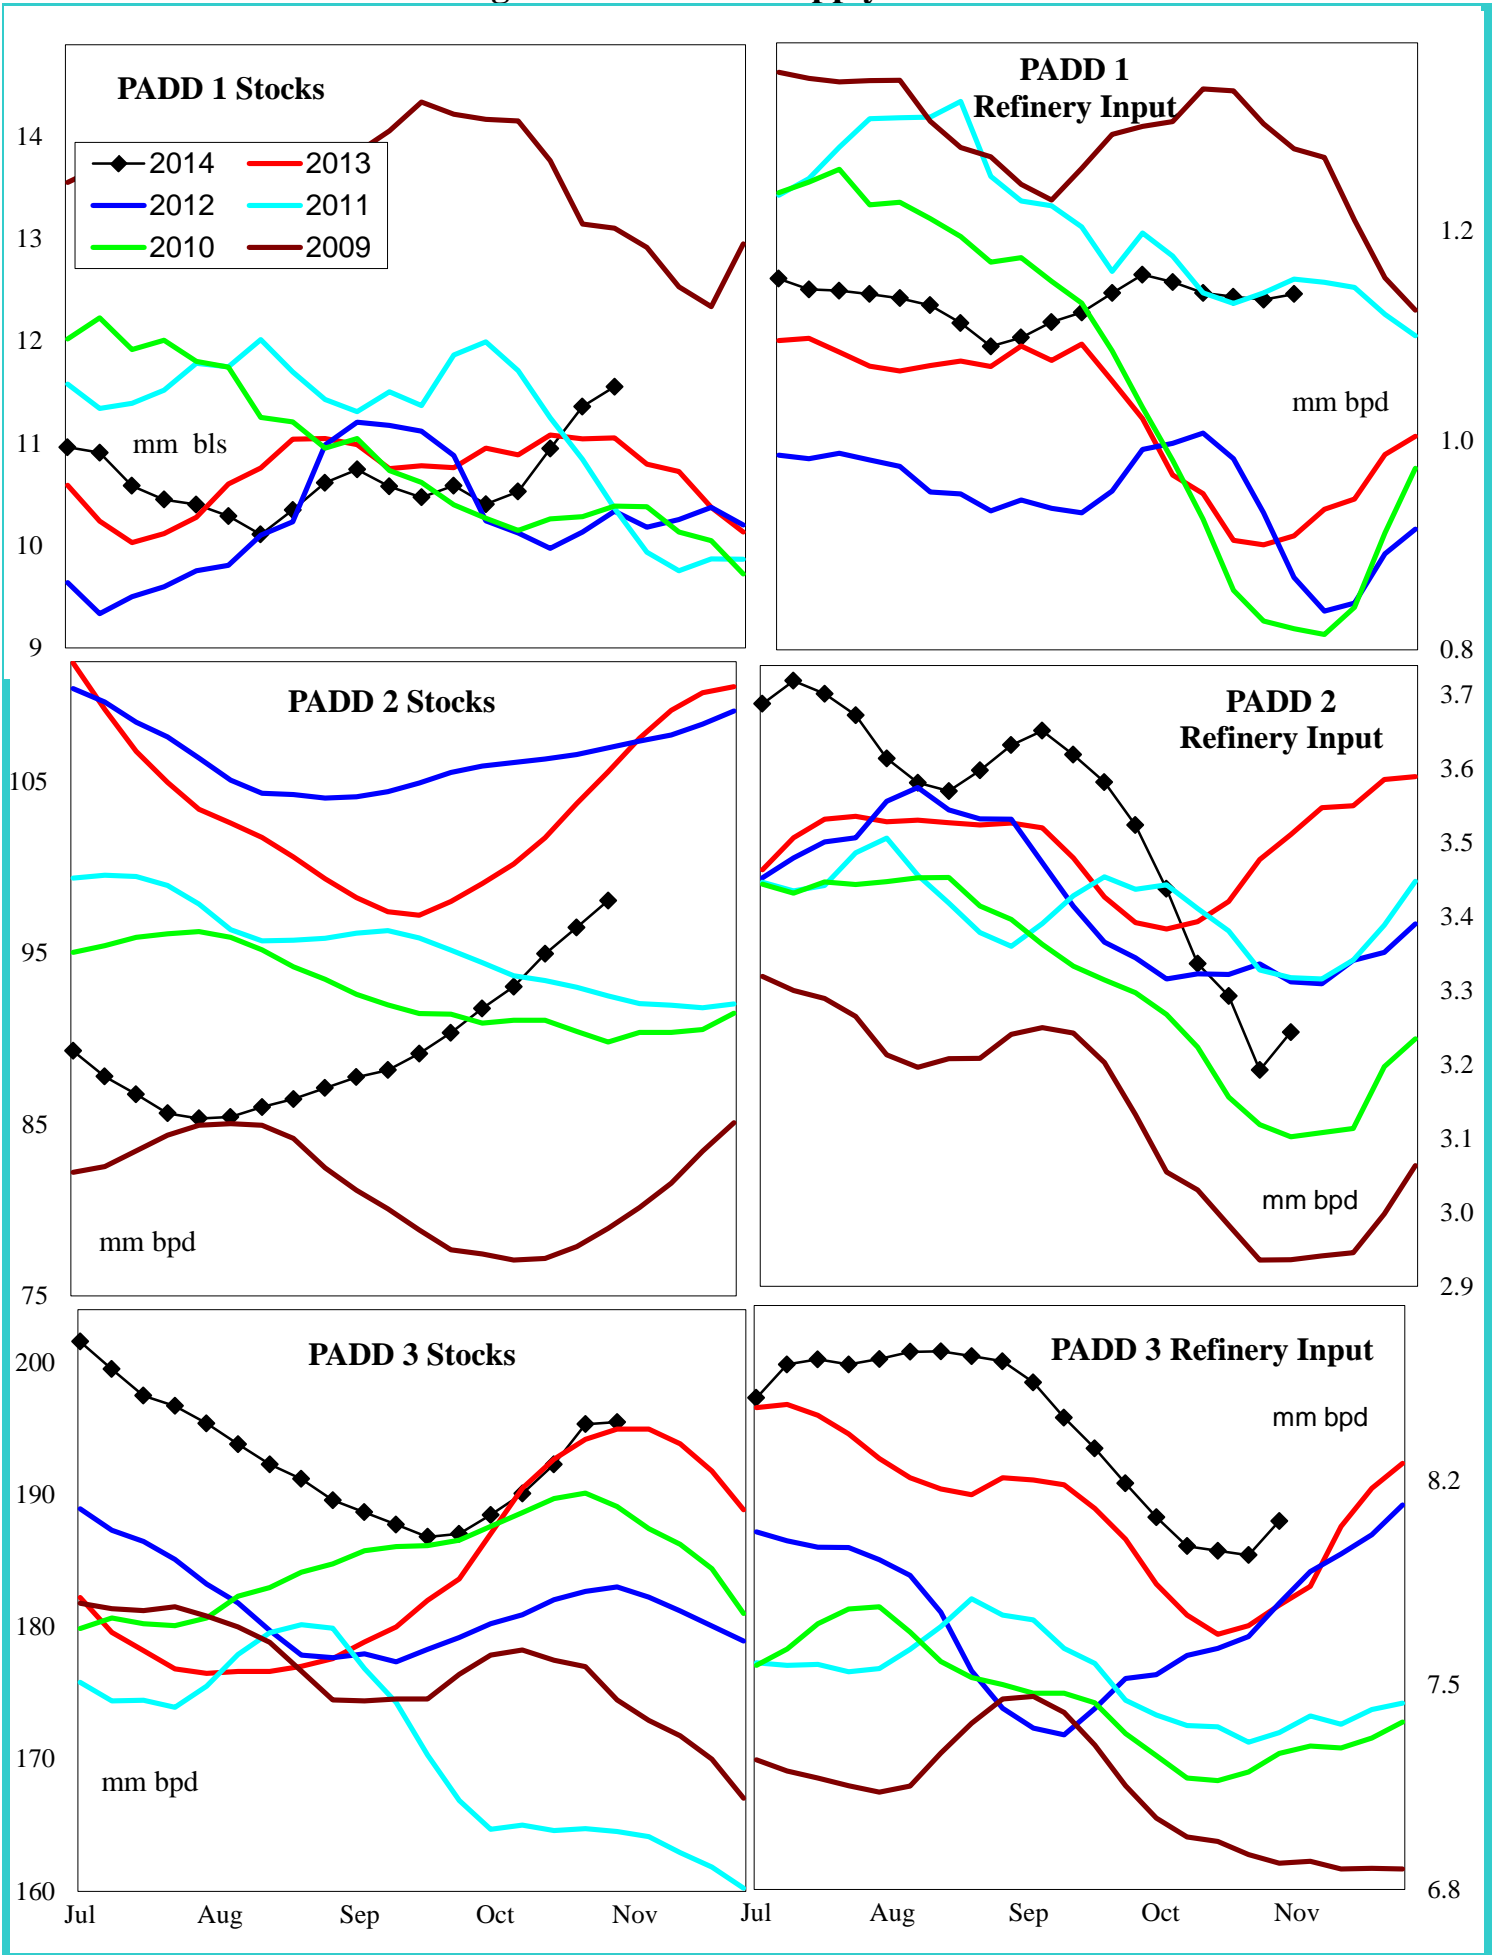 PADD 1 Stocks
14
2014 2013
2012 2011
2010 2009
13
12
11
mm bls
10
9
PADD 1
Refinery Input
1.2
mm bpd
1.0
0.8
PADD 2 Stocks
105
95
85
mm bpd
75
PADD 2
Refinery Input
3.7
3.6
3.5
3.4
3.3
3.2
3.1
mm bpd
3.0
2.9
PADD 3 Stocks
200
190
180
170
mm bpd
160
Jul Aug Sep Oct Nov
PADD 3 Refinery Input
mm bpd
8.2
7.5
6.8
Jul Aug Sep Oct Nov